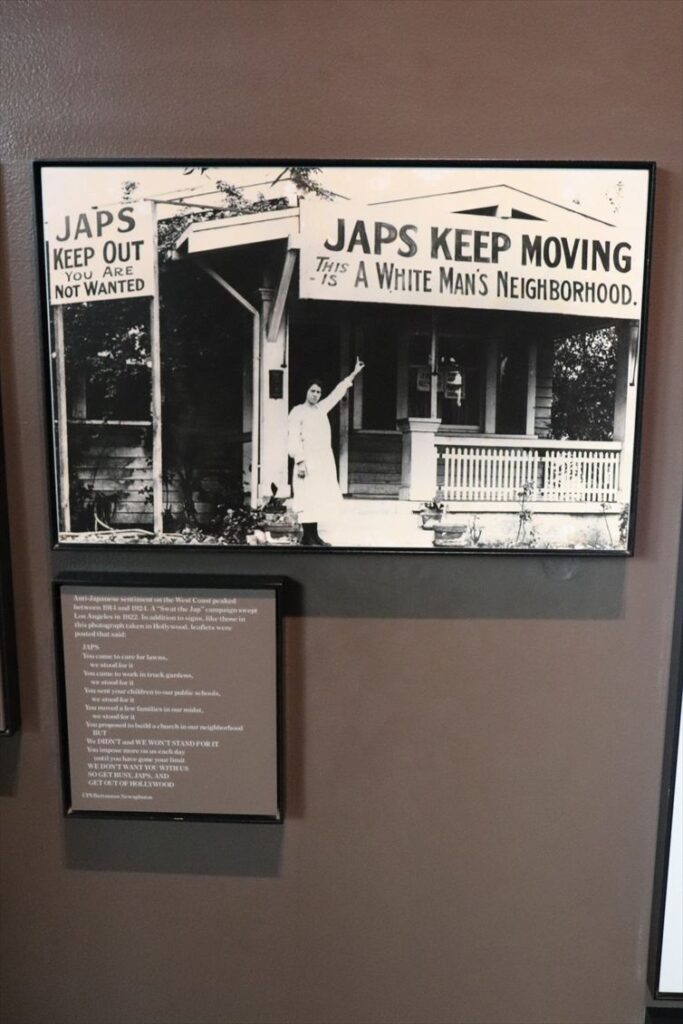 JAPS
KEEP OUT
YOU ARE
NOT WANTED
JAPS KEEP MOVING
THIS - IS A WHITE MAN'S NEIGHBORHOOD.
Anti-Japanese sentiment on the West Coast peaked
between 1914 and 1924. A "Swat the Jap" campaign swept
Los Angeles in 1922. In addition to signs, like those in
this photograph taken in Hollywood, leaflets were
posted that said:
JAPS
You came to care for lawns,
we stood for it
You came to work in truck gardens,
we stood for it
You sent your children to our public schools,
we stood for it
You moved a few families in our midst,
we stood for it
You proposed to build a church in our neighborhood
BUT
We DIDN'T and WE WON'T STAND FOR IT
You impose more on us each day
until you have gone your limit
WE DON'T WANT YOU WITH US
SO GET BUSY, JAPS, AND
GET OUT OF HOLLYWOOD